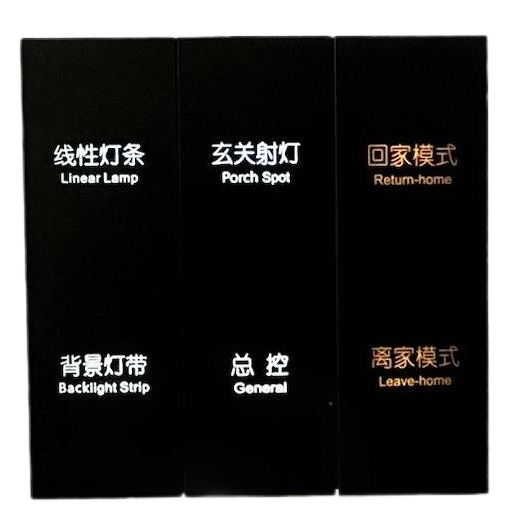 线性灯条
Linear Lamp
玄关射灯
Porch Spot
回家模式
Return-home
背景灯带
Backlight Strip
总 控
General
离家模式
Leave-home